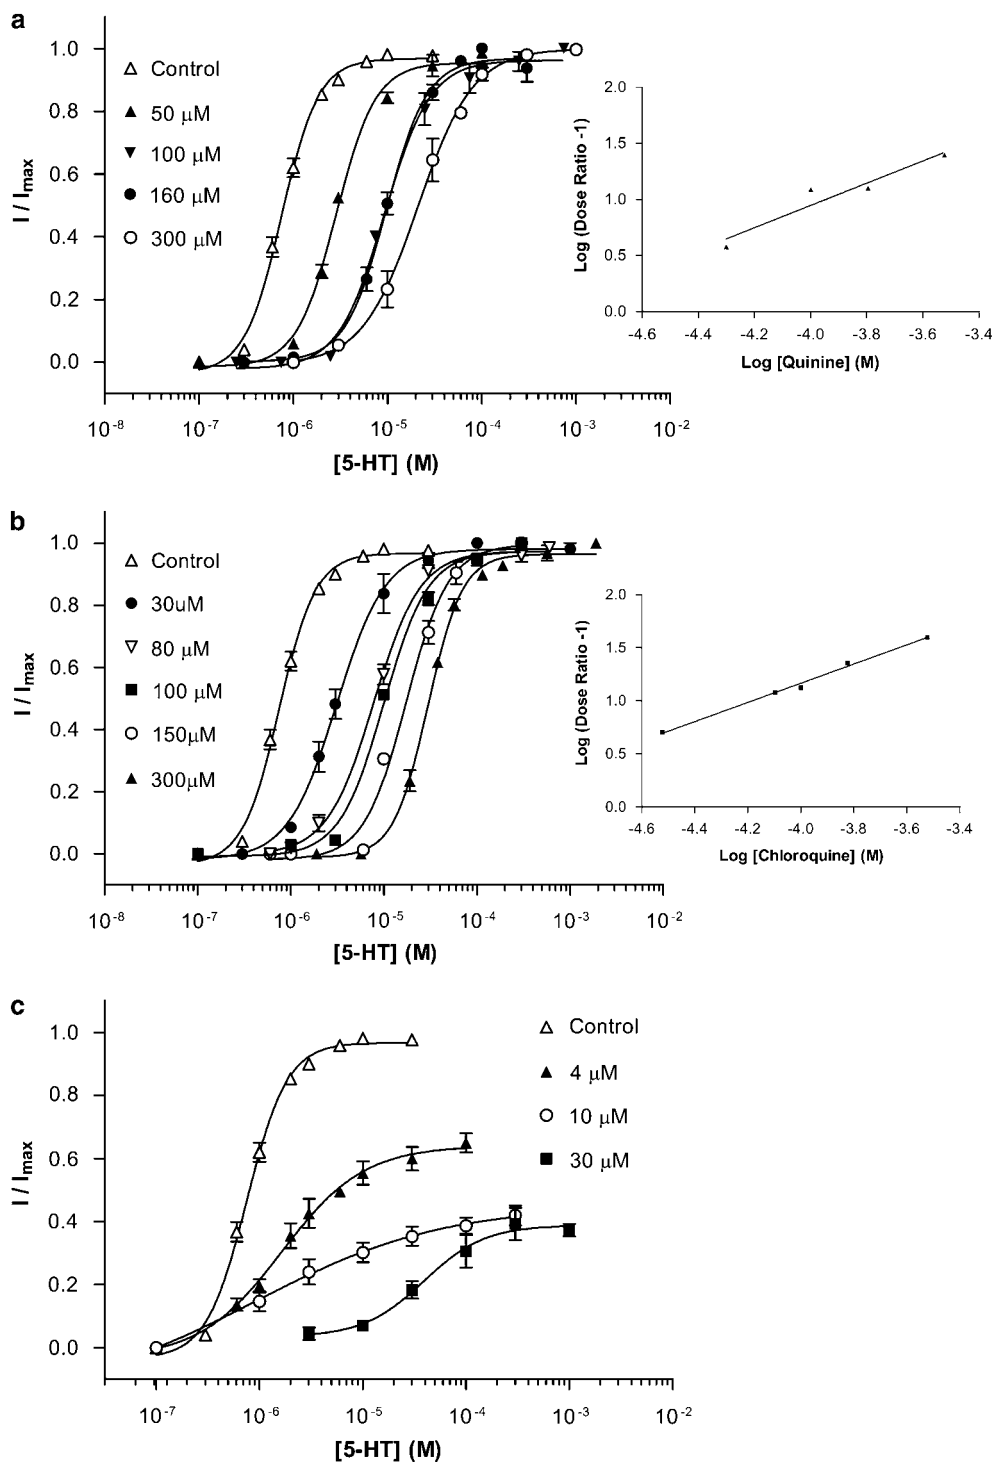 a
1.0
0.8
0.6
0.4
0.2
0.0
I / Imax
Control
50 μM
100 μM
160 μM
300 μM
10-8 10-7 10-6 10-5 10-4 10-3 10-2
[5-HT] (M)
2.0
1.5
1.0
0.5
0.0
Log (Dose Ratio -1)
-4.6 -4.2 -4.0 -3.8 -3.6 -3.4
Log [Quinine] (M)
b
1.0
0.8
0.6
0.4
0.2
0.0
I / Imax
Control
30uM
80 μM
100 μM
150μM
300μM
10-8 10-7 10-6 10-5 10-4 10-3 10-2
[5-HT] (M)
2.0
1.5
1.0
0.5
0.0
Log (Dose Ratio -1)
-4.6 -4.2 -4.0 -3.8 -3.6 -3.4
Log [Chloroquine] (M)
c
1.0
0.8
0.6
0.4
0.2
0.0
I / Imax
Control
4 μM
10 μM
30 μM
10-7 10-6 10-5 10-4 10-3 10-2
[5-HT] (M)